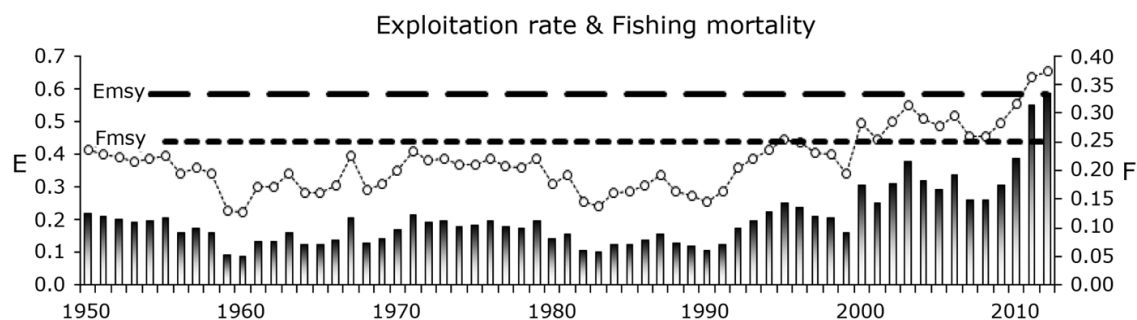 Exploitation rate & Fishing mortality
0.7 0.40
0.6 Emsy 0.35
0.5 0.30
0.4 Fmsy 0.25
E 0.3 0.20 F
0.2 0.15
0.1 0.10
0.0 0.05
0.00
1950 1960 1970 1980 1990 2000 2010